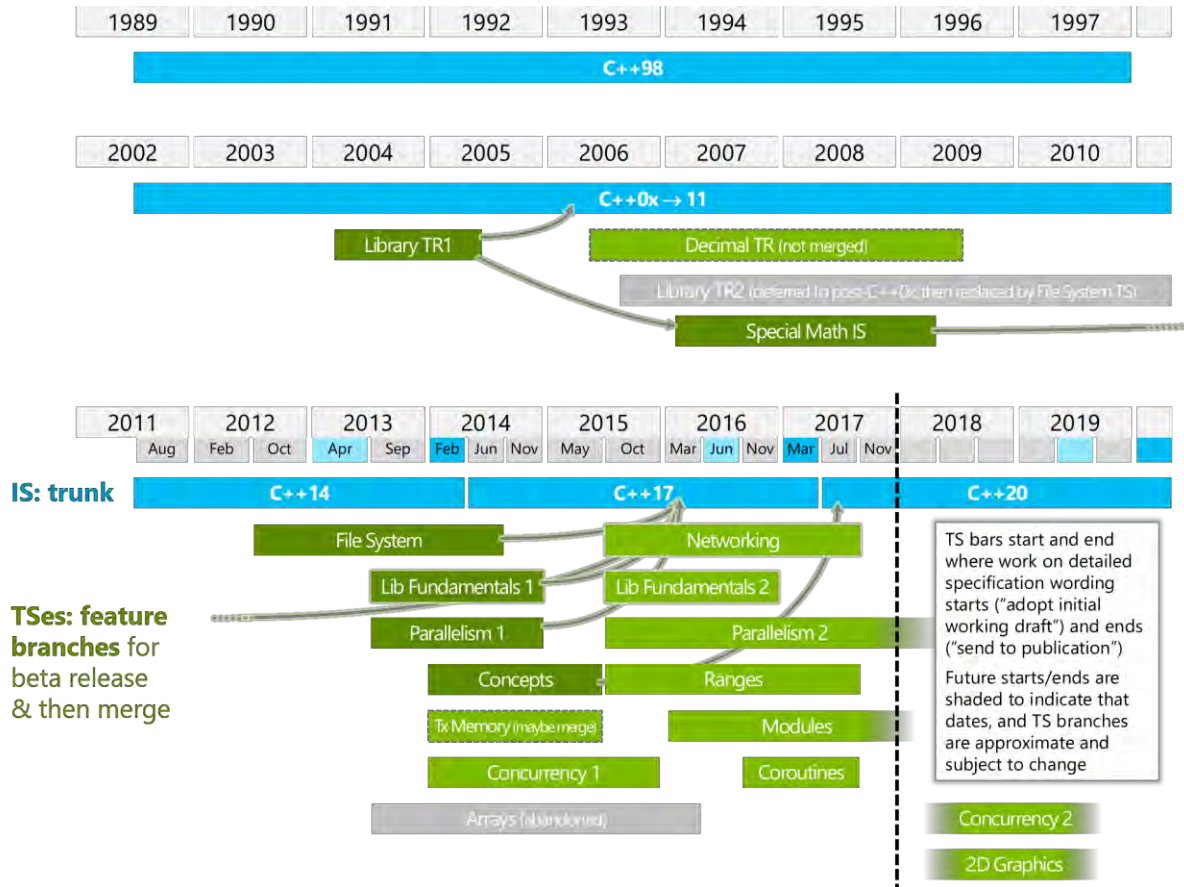 1989 1990 1991 1992 1993 1994 1995 1996 1997
C++98
2002 2003 2004 2005 2006 2007 2008 2009 2010
C++0x → 11
Library TR1
Decimal TR (not merged)
Library TR2 (deferred to post-C++0x, then replaced by File System TS)
Special Math IS
2011 2012 2013 2014 2015 2016 2017 2018 2019
Aug Feb Oct Apr Sep Feb Jun Nov May Oct Mar Jun Nov Mar Jul Nov
IS: trunk
C++14 C++17 C++20
File System
Networking
Lib Fundamentals 1
Lib Fundamentals 2
TSes: feature
branches for
beta release
& then merge
Parallelism 1
Parallelism 2
Concepts
Ranges
Tx Memory (maybe merge)
Modules
Concurrency 1
Coroutines
Arrays (abandoned)
TS bars start and end
where work on detailed
specification wording
starts (“adopt initial
working draft”) and ends
(“send to publication”)
Future starts/ends are
shaded to indicate that
dates, and TS branches
are approximate and
subject to change
Concurrency 2
2D Graphics